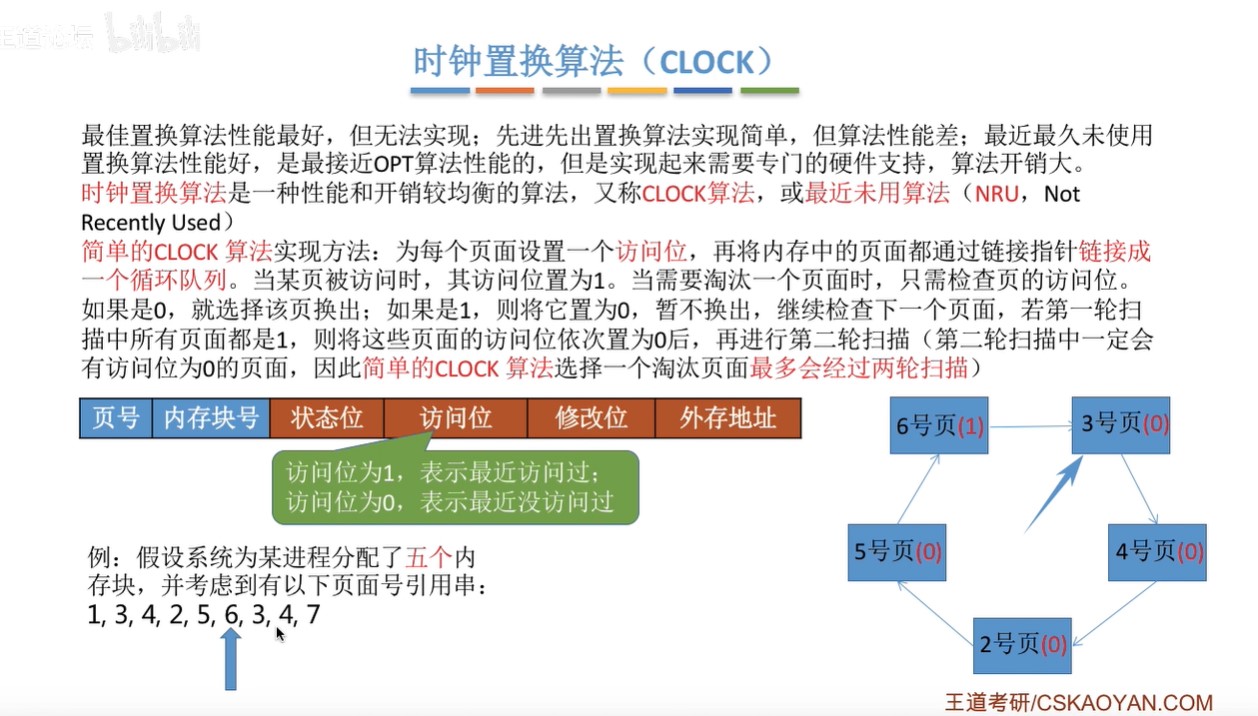 王道论坛 bilibili
时钟置换算法（CLOCK）
最佳置换算法性能最好，但无法实现；先进先出置换算法实现简单，但算法性能差；最近最久未使用
置换算法性能好，是最接近OPT算法性能的，但是实现起来需要专门的硬件支持，算法开销大。
时钟置换算法是一种性能和开销较均衡的算法，又称CLOCK算法，或最近未用算法（NRU，Not
Recently Used）
简单的CLOCK 算法实现方法：为每个页面设置一个访问位，再将内存中的页面都通过链接指针链接成
一个循环队列。当某页被访问时，其访问位置为1。当需要淘汰一个页面时，只需检查页的访问位。
如果是0，就选择该页换出；如果是1，则将它置为0，暂不换出，继续检查下一个页面，若第一轮扫
描中所有页面都是1，则将这些页面的访问位依次置为0后，再进行第二轮扫描（第二轮扫描中一定会
有访问位为0的页面，因此简单的CLOCK 算法选择一个淘汰页面最多会经过两轮扫描）
页号 内存块号 状态位 访问位 修改位 外存地址
访问位为1，表示最近访问过；
访问位为0，表示最近没访问过
例：假设系统为某进程分配了五个内
存块，并考虑到有以下页面号引用串：
1, 3, 4, 2, 5, 6, 3, 4, 7
6号页(1)
3号页(0)
5号页(0)
4号页(0)
2号页(0)
王道考研/CSKAOYAN.COM